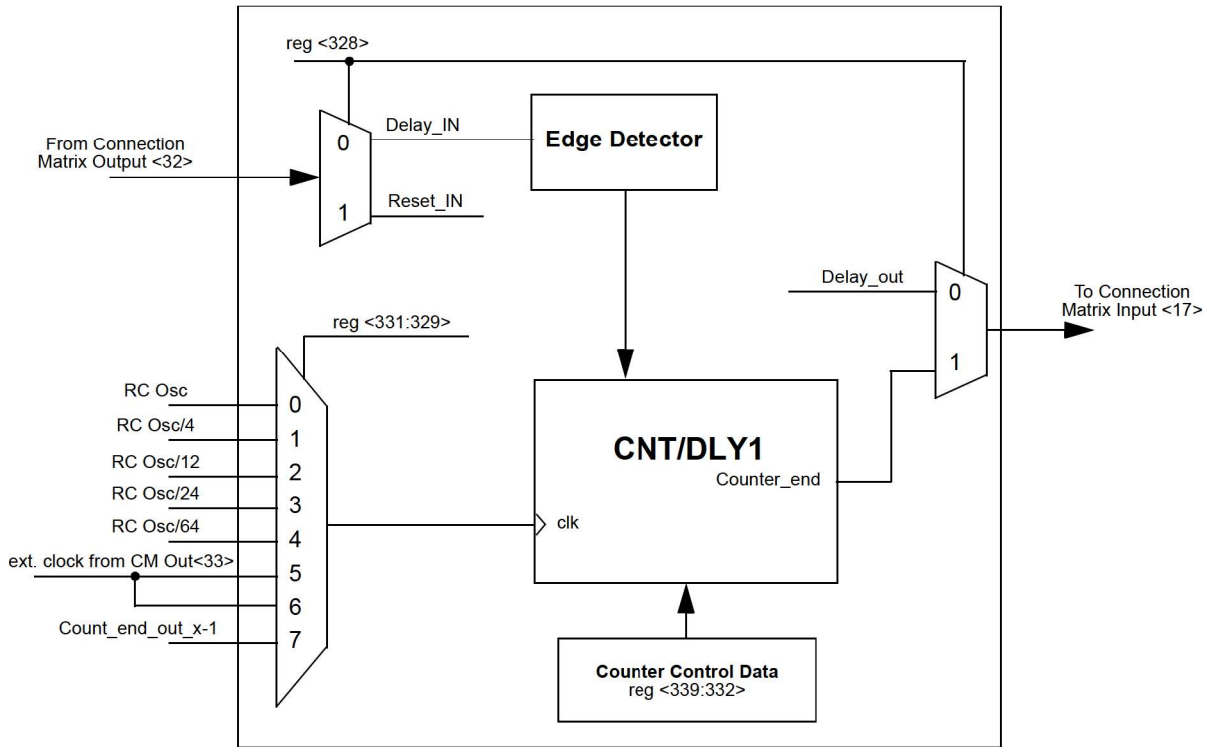 reg <328>
From Connection
Matrix Output <32>
0
1
Delay_IN
Reset_IN
Edge Detector
Delay_out
0
1
To Connection
Matrix Input <17>
reg <331:329>
RC Osc
RC Osc/4
RC Osc/12
RC Osc/24
RC Osc/64
ext. clock from CM Out<33>
Count_end_out_x-1
0
1
2
3
4
5
6
7
CNT/DLY1
Counter_end
clk
Counter Control Data
reg <339:332>